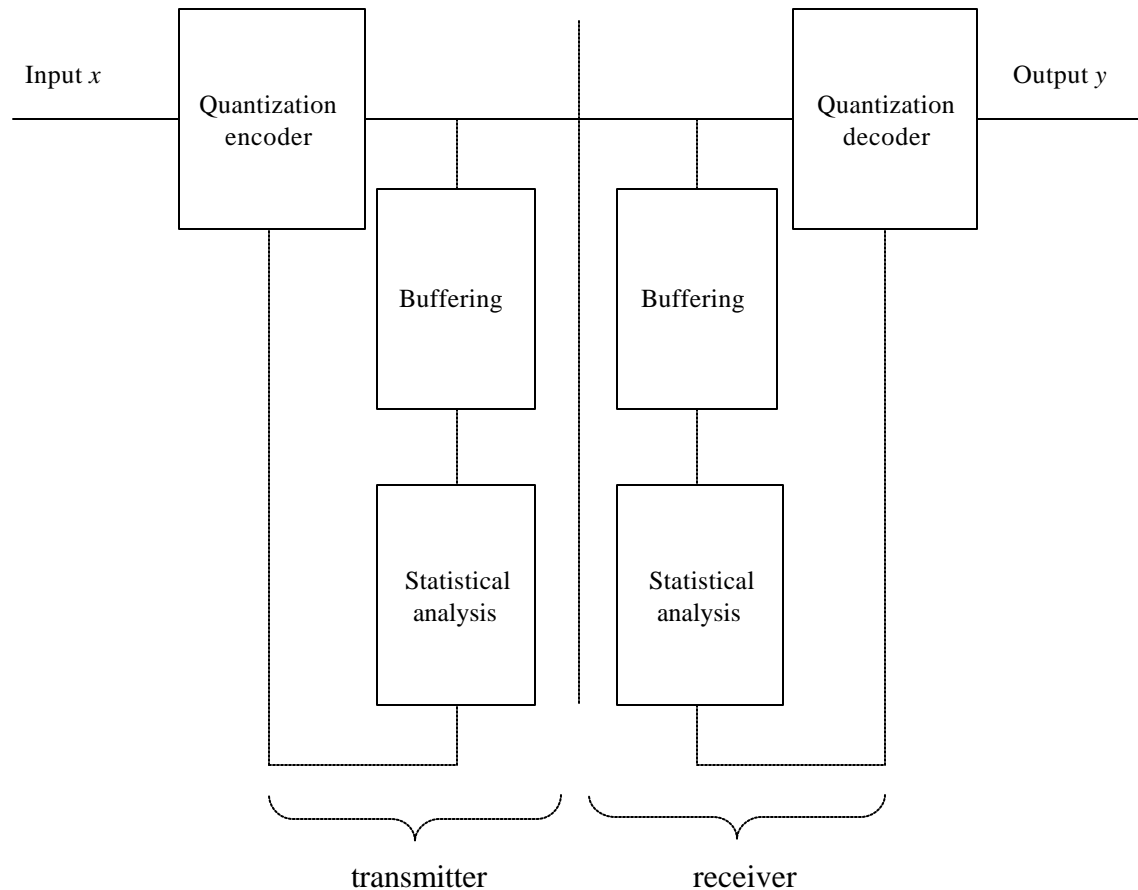 Input x
Quantization
encoder
Quantization
decoder
Output y
Buffering
Buffering
Statistical
analysis
Statistical
analysis
transmitter
receiver